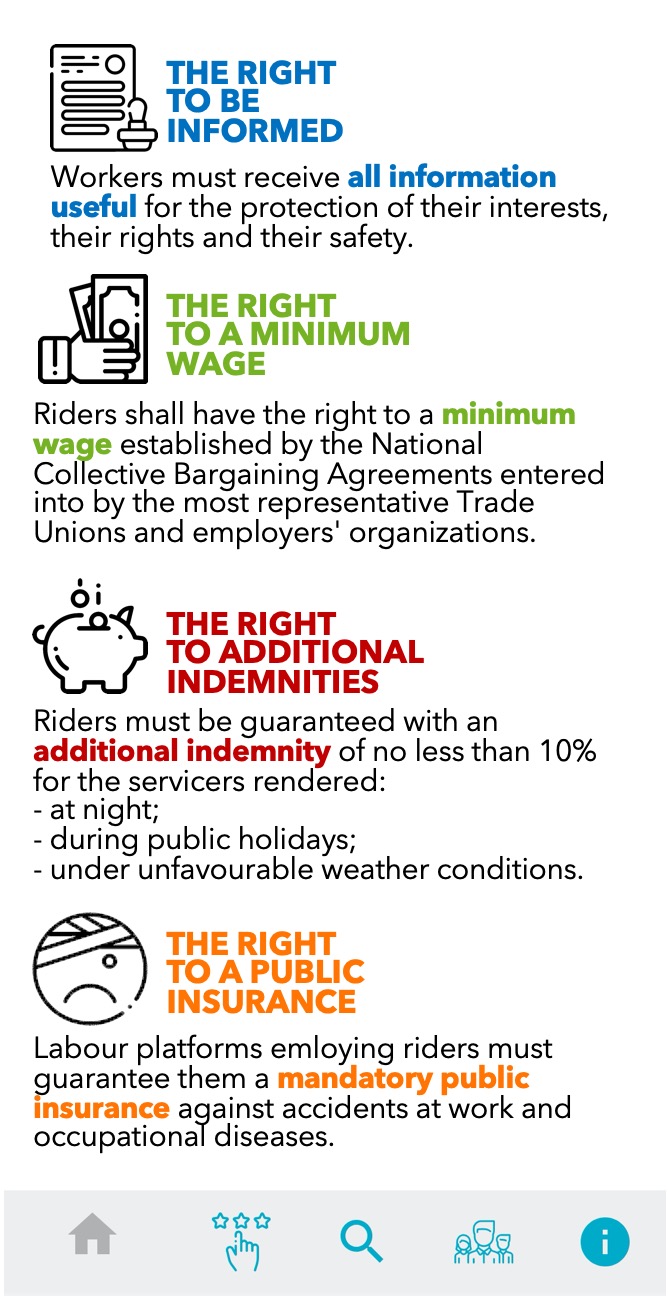 THE RIGHT
TO BE
INFORMED
Workers must receive all information
useful for the protection of their interests,
their rights and their safety.
THE RIGHT
TO A MINIMUM
WAGE
Riders shall have the right to a minimum
wage established by the National
Collective Bargaining Agreements entered
into by the most representative Trade
Unions and employers' organizations.
THE RIGHT
TO ADDITIONAL
INDEMNITIES
Riders must be guaranteed with an
additional indemnity of no less than 10%
for the servicers rendered:
- at night;
- during public holidays;
- under unfavourable weather conditions.
THE RIGHT
TO A PUBLIC
INSURANCE
Labour platforms emloying riders must
guarantee them a mandatory public
insurance against accidents at work and
occupational diseases.
i